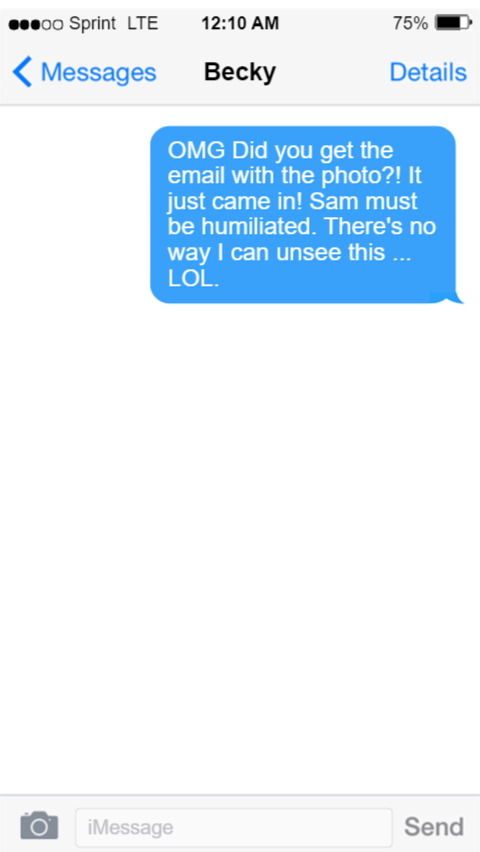 Sprint LTE 12:10 AM 75%
Messages Becky Details
OMG Did you get the
email with the photo?! It
just came in! Sam must
be humiliated. There's no
way I can unsee this ...
LOL.
iMessage Send